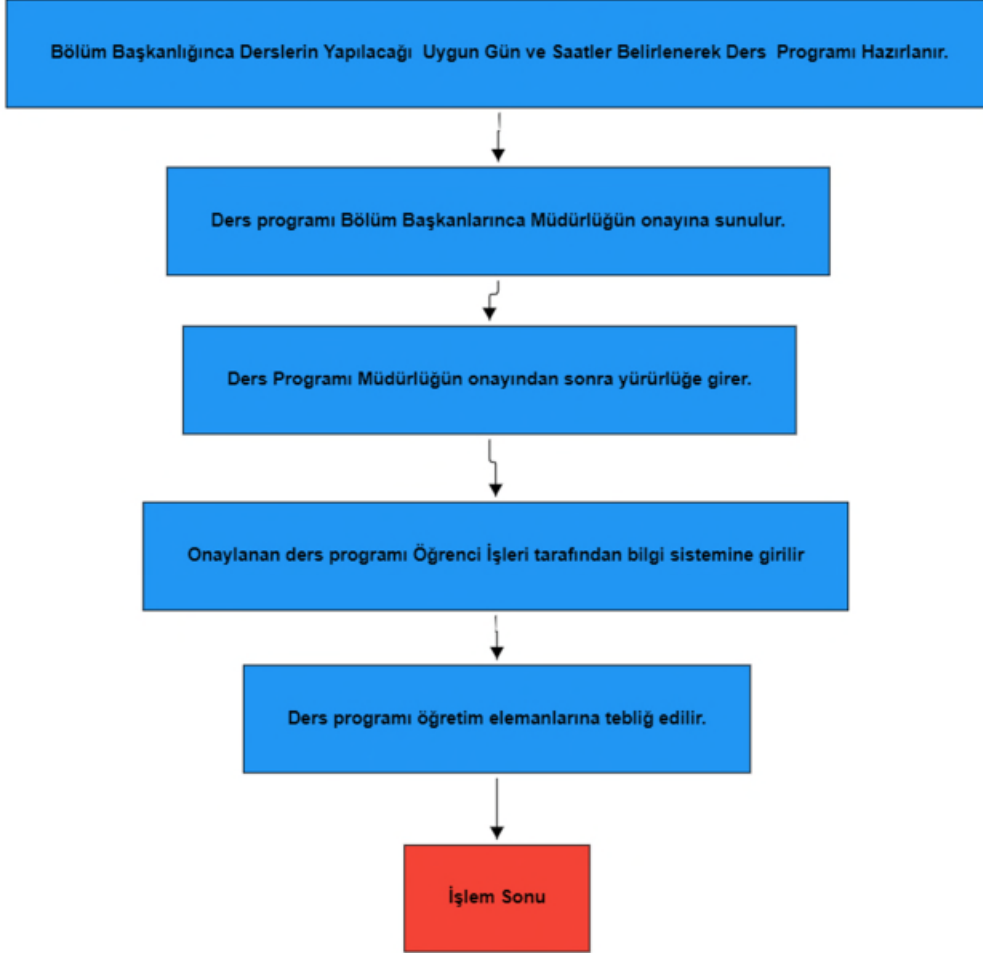 Bölüm Başkanlığınca Derslerin Yapılacağı  Uygun Gün ve Saatler Belirlenerek Ders  Programı Hazırlanır.
Ders programı Bölüm Başkanlarınca Müdürlüğün onayına sunulur.
Ders Programı Müdürlüğün onayından sonra yürürlüğe girer.
Onaylanan ders programı Öğrenci İşleri tarafından bilgi sistemine girilir
Ders programı öğretim elemanlarına tebliğ edilir.
İşlem Sonu